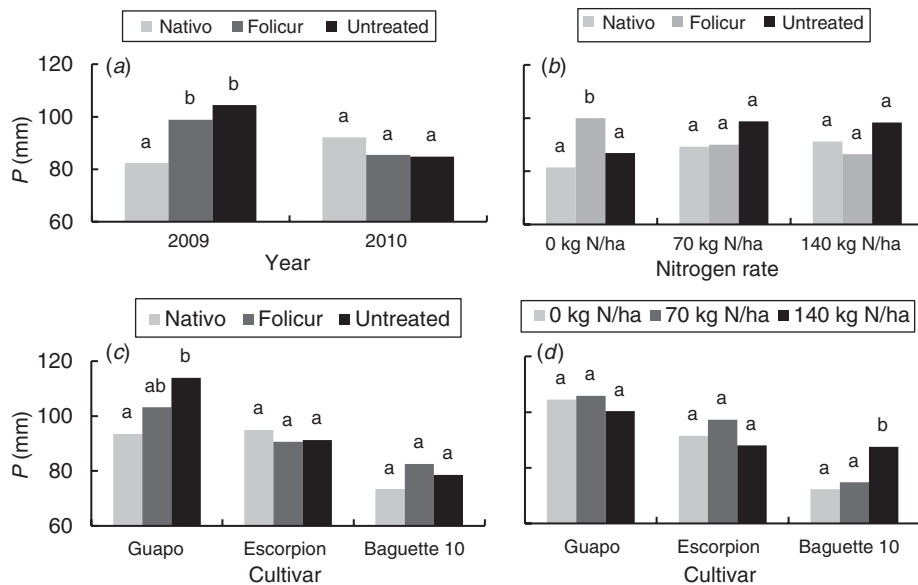 Nativo Folicur Untreated
(a)
120
100
80
60
P (mm)
a b b a a a
2009 2010
Year
Nativo Folicur Untreated
(b)
a b a a a a a a a
0 kg N/ha 70 kg N/ha 140 kg N/ha
Nitrogen rate
Nativo Folicur Untreated
(c)
120
100
80
60
P (mm)
a ab b a a a a a a
Guapo Escorpion Baguette 10
Cultivar
0 kg N/ha 70 kg N/ha 140 kg N/ha
(d)
a a a a a a a a b
Guapo Escorpion Baguette 10
Cultivar